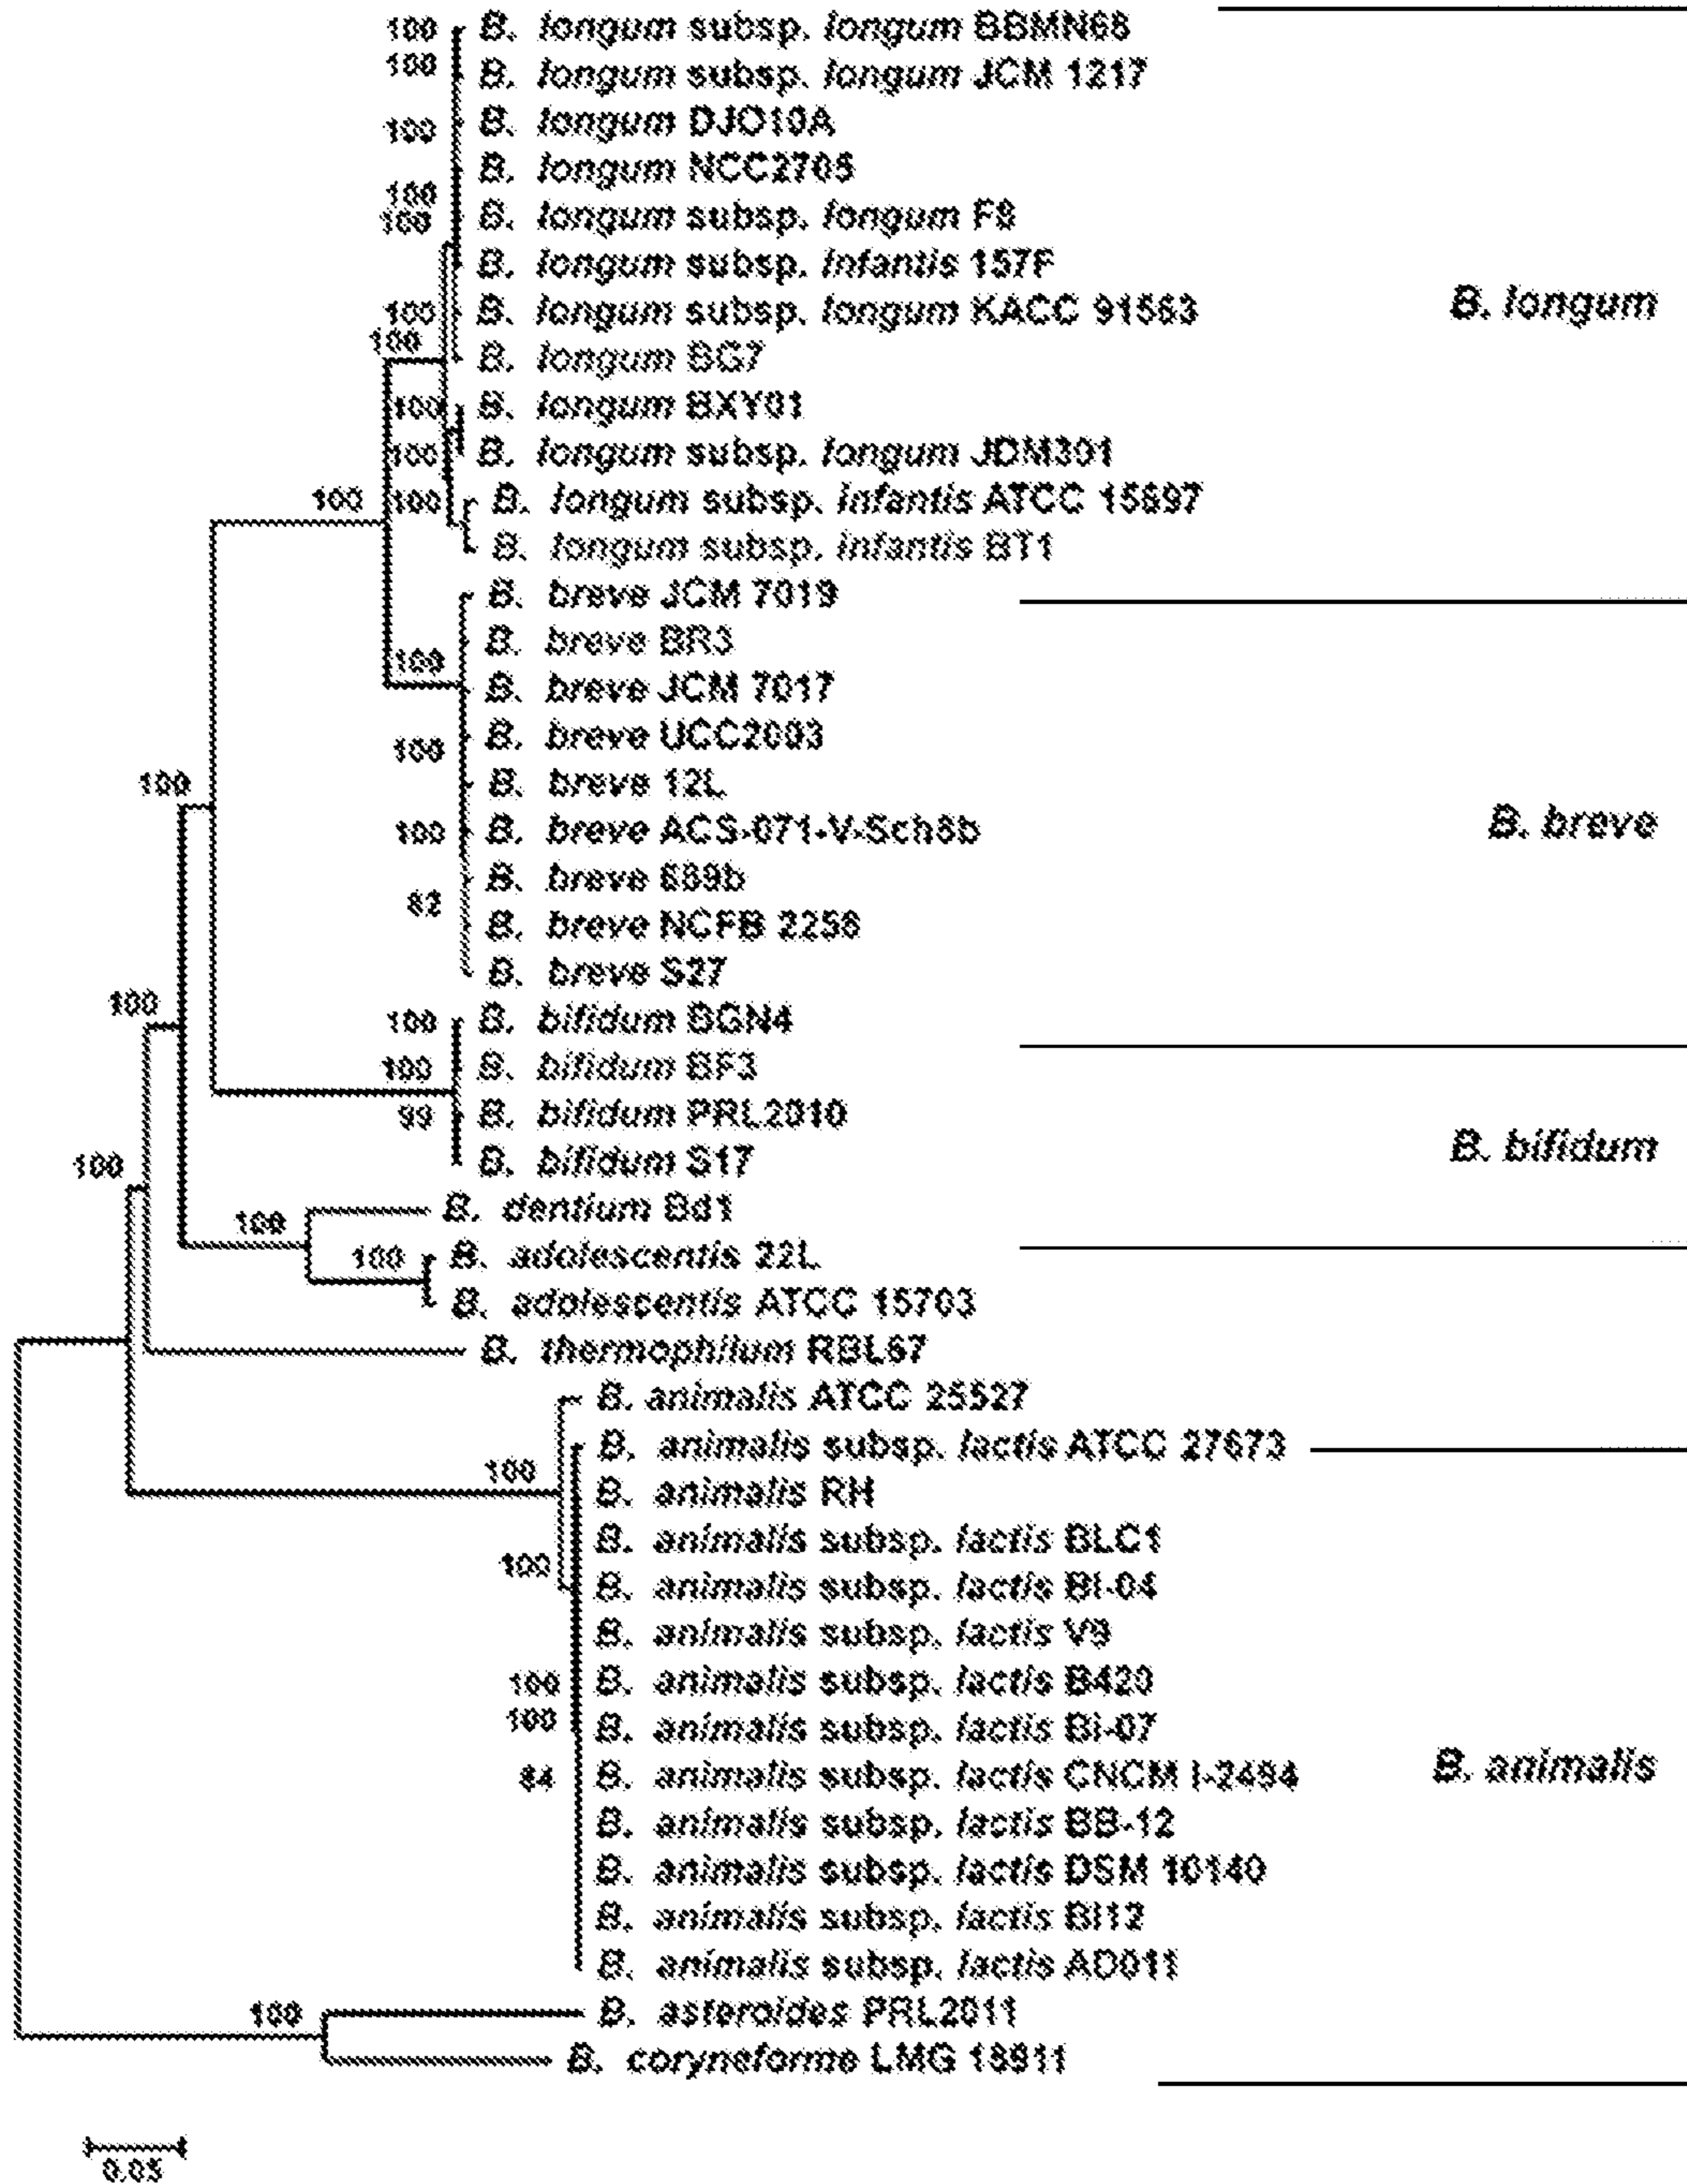 100 B. longum subsp. longum BBMN68
100 B. longum subsp. longum JCM 1217
100 B. longum DJO10A
B. longum NCC2705
100
100 B. longum subsp. longum F8
B. longum subsp. infantis 157F
B. longum
100 B. longum subsp. longum KACC 91563
100
B. longum BG7
100 B. longum BXY01
100 B. longum subsp. longum JDM301
100 100 B. longum subsp. infantis ATCC 15697
B. longum subsp. infantis BT1
B. breve JCM 7019
B. breve BR3
100
B. breve JCM 7017
100 B. breve UCC2003
100 B. breve 12L
B. breve
100 B. breve ACS-071-V-Sch8b
B. breve 689b
82
B. breve NCFB 2258
B. breve S27
100
100 B. bifidum BGN4
100 B. bifidum BF3
99 B. bifidum PRL2010
B. bifidum
100 B. bifidum S17
B. dentium Bd1
100
100 B. adolescentis 22L
B. adolescentis ATCC 15703
B. thermophilum RBL67
B. animalis ATCC 25527
B. animalis subsp. lactis ATCC 27673
100
B. animalis RH
B. animalis subsp. lactis BLC1
100
B. animalis subsp. lactis Bl-04
B. animalis subsp. lactis V9
100 B. animalis subsp. lactis B420
100 B. animalis subsp. lactis Bi-07
B. animalis
84 B. animalis subsp. lactis CNCM I-2494
B. animalis subsp. lactis BB-12
B. animalis subsp. lactis DSM 10140
B. animalis subsp. lactis Bl12
B. animalis subsp. lactis AD011
100 B. asteroides PRL2011
B. coryneforme LMG 18911
0.05